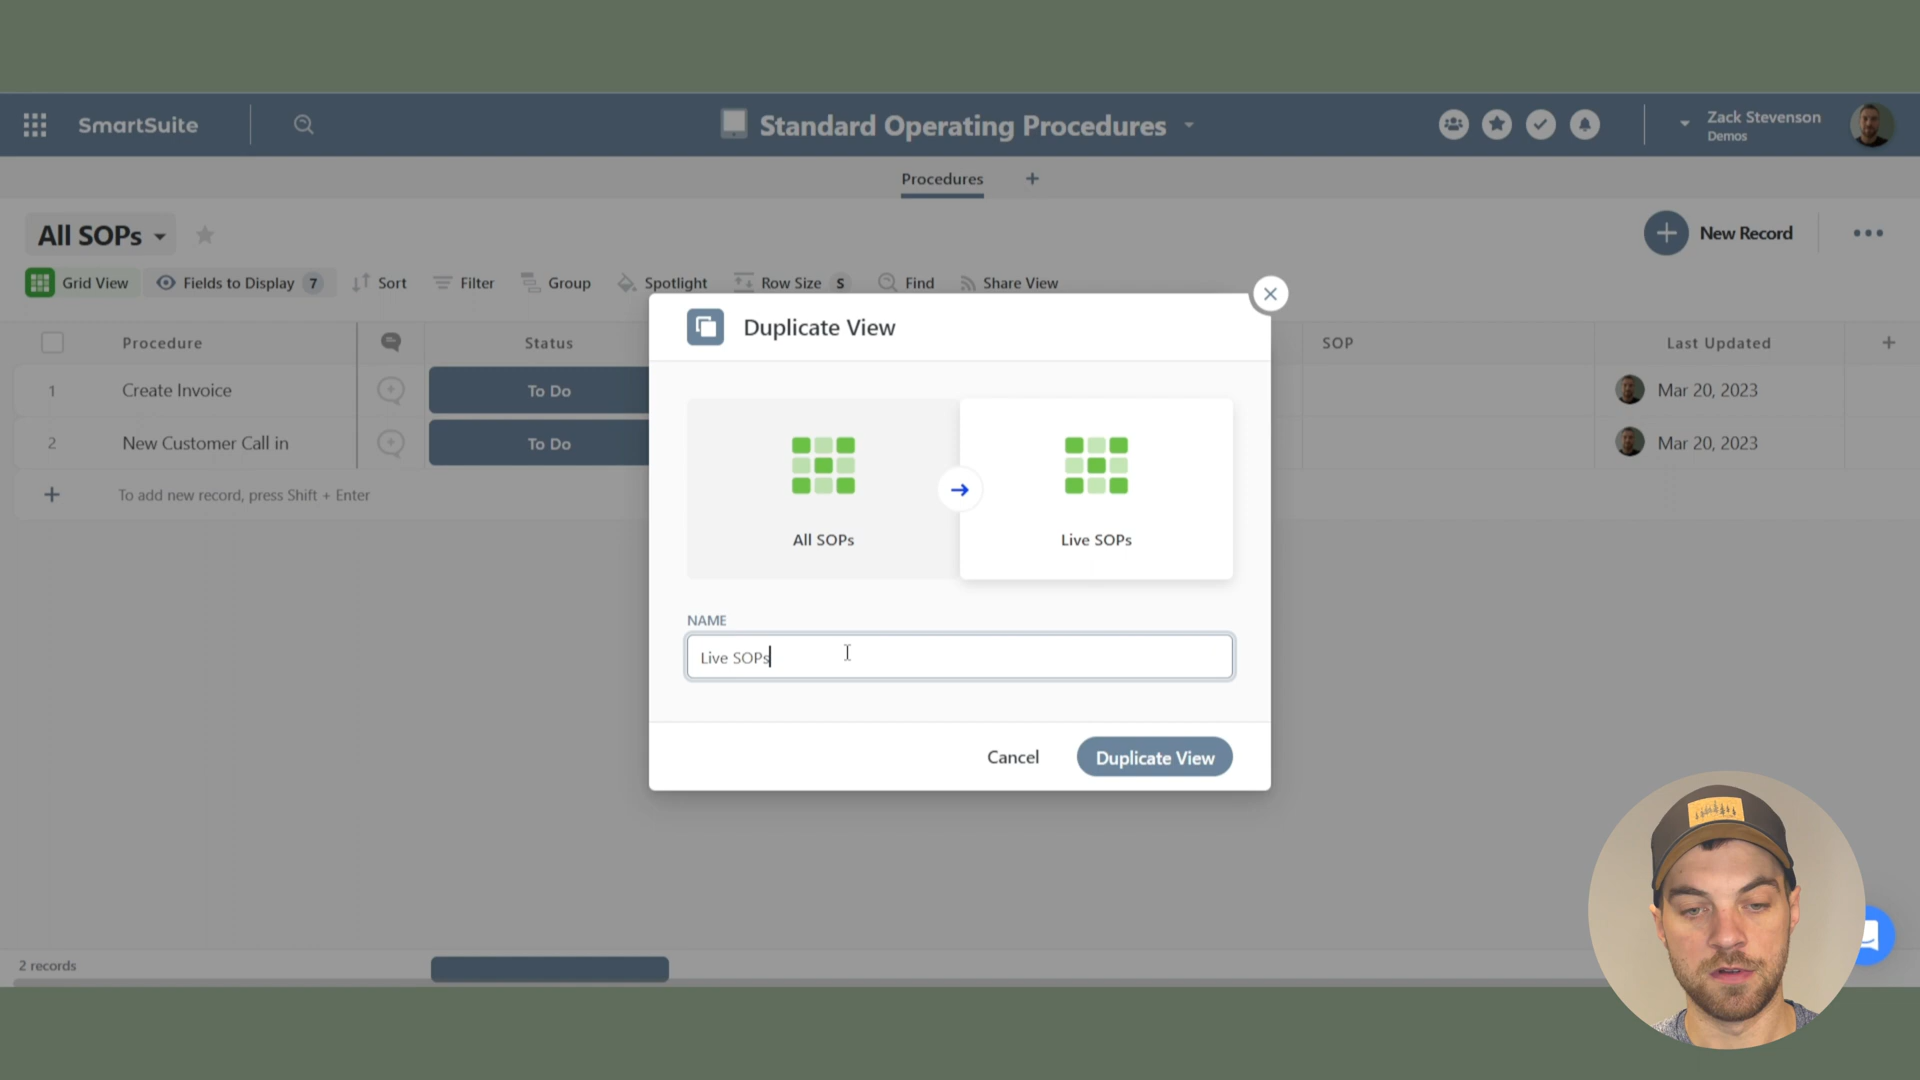 SmartSuite
Standard Operating Procedures
Zack Stevenson
Demos
Procedures
All SOPs
New Record
Grid View
Fields to Display 7
Sort
Filter
Group
Spotlight
Row Size S
Find
Share View
Procedure
Status
SOP
Last Updated
1
Create Invoice
To Do
Mar 20, 2023
2
New Customer Call in
To Do
Mar 20, 2023
To add new record, press Shift + Enter
Duplicate View
All SOPs
Live SOPs
NAME
Live SOPs
Cancel
Duplicate View
2 records